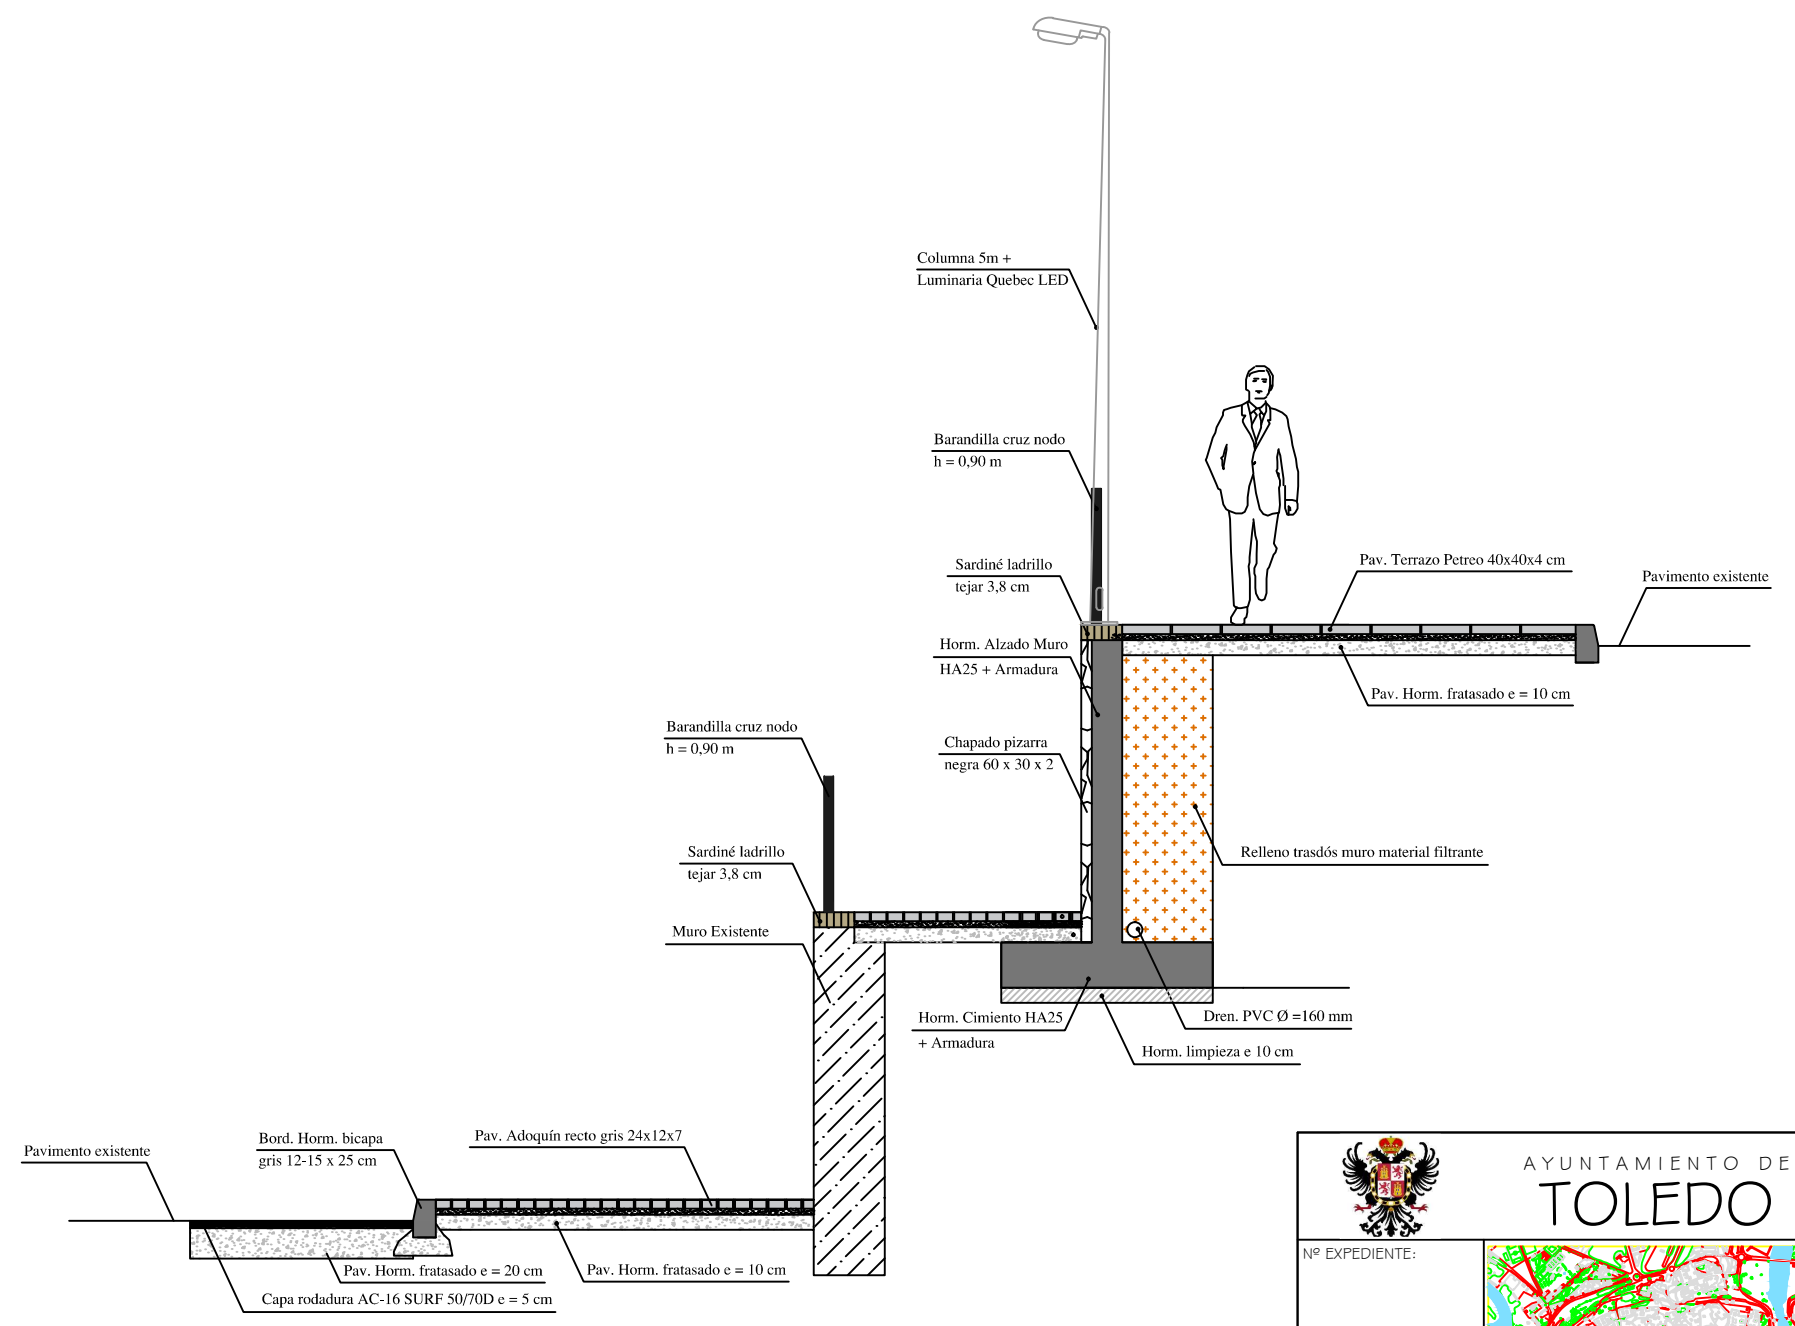 Columna 5m +
Luminaria Quebec LED
Barandilla cruz nodo
h = 0,90 m
Sardiné ladrillo
tejar 3,8 cm
Pav. Terrazo Petreo 40x40x4 cm
Pavimento existente
Horm. Alzado Muro
HA25 + Armadura
Pav. Horm. fratasado e = 10 cm
Barandilla cruz nodo
h = 0,90 m
Chapado pizarra
negra 60 x 30 x 2
Sardiné ladrillo
tejar 3,8 cm
Relleno trasdós muro material filtrante
Muro Existente
Horm. Cimiento HA25
+ Armadura
Dren. PVC Ø =160 mm
Horm. limpieza e 10 cm
Pavimento existente
Bord. Horm. bicapa
gris 12-15 x 25 cm
Pav. Adoquín recto gris 24x12x7
Pav. Horm. fratasado e = 20 cm
Pav. Horm. fratasado e = 10 cm
Capa rodadura AC-16 SURF 50/70D e = 5 cm
AYUNTAMIENTO DE
TOLEDO
Nº EXPEDIENTE: